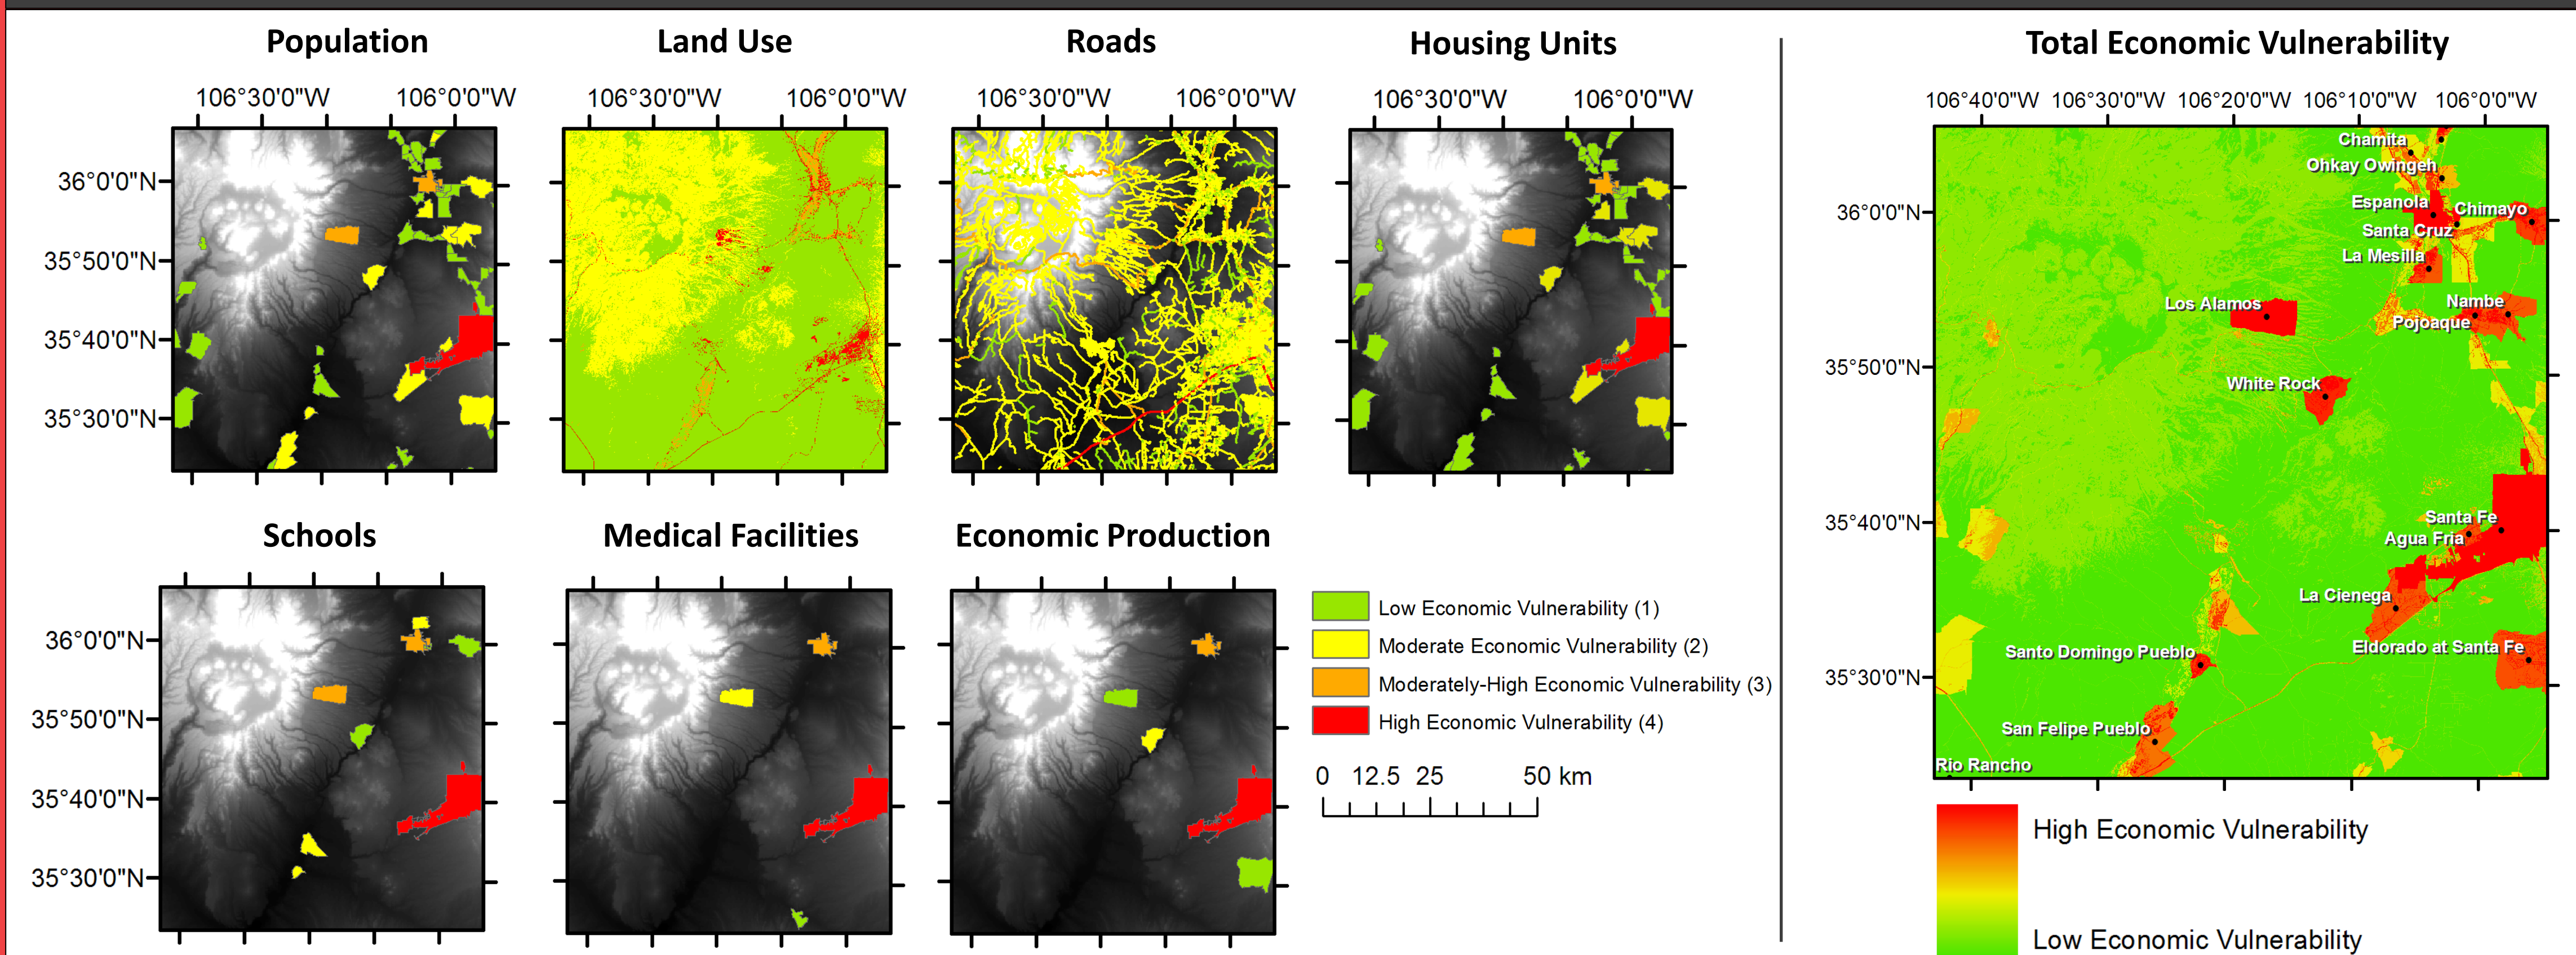 Population
Land Use
Roads
Housing Units
Total Economic Vulnerability
106°30'0"W 106°0'0"W
106°30'0"W 106°0'0"W
106°30'0"W 106°0'0"W
106°30'0"W 106°0'0"W
106°40'0"W 106°30'0"W 106°20'0"W 106°10'0"W 106°0'0"W
36°0'0"N
35°50'0"N
35°40'0"N
35°30'0"N
Schools
Medical Facilities
Economic Production
36°0'0"N
35°50'0"N
35°40'0"N
35°30'0"N
Low Economic Vulnerability (1)
Moderate Economic Vulnerability (2)
Moderately-High Economic Vulnerability (3)
High Economic Vulnerability (4)
0 12.5 25 50 km
36°0'0"N
35°50'0"N
35°40'0"N
35°30'0"N
Chamita
Ohkay Owingeh
Espanola
Chimayo
Santa Cruz
La Mesilla
Los Alamos
Nambe
Pojoaque
White Rock
Santa Fe
Agua Fria
La Cienega
Eldorado at Santa Fe
Santo Domingo Pueblo
San Felipe Pueblo
Rio Rancho
High Economic Vulnerability
Low Economic Vulnerability